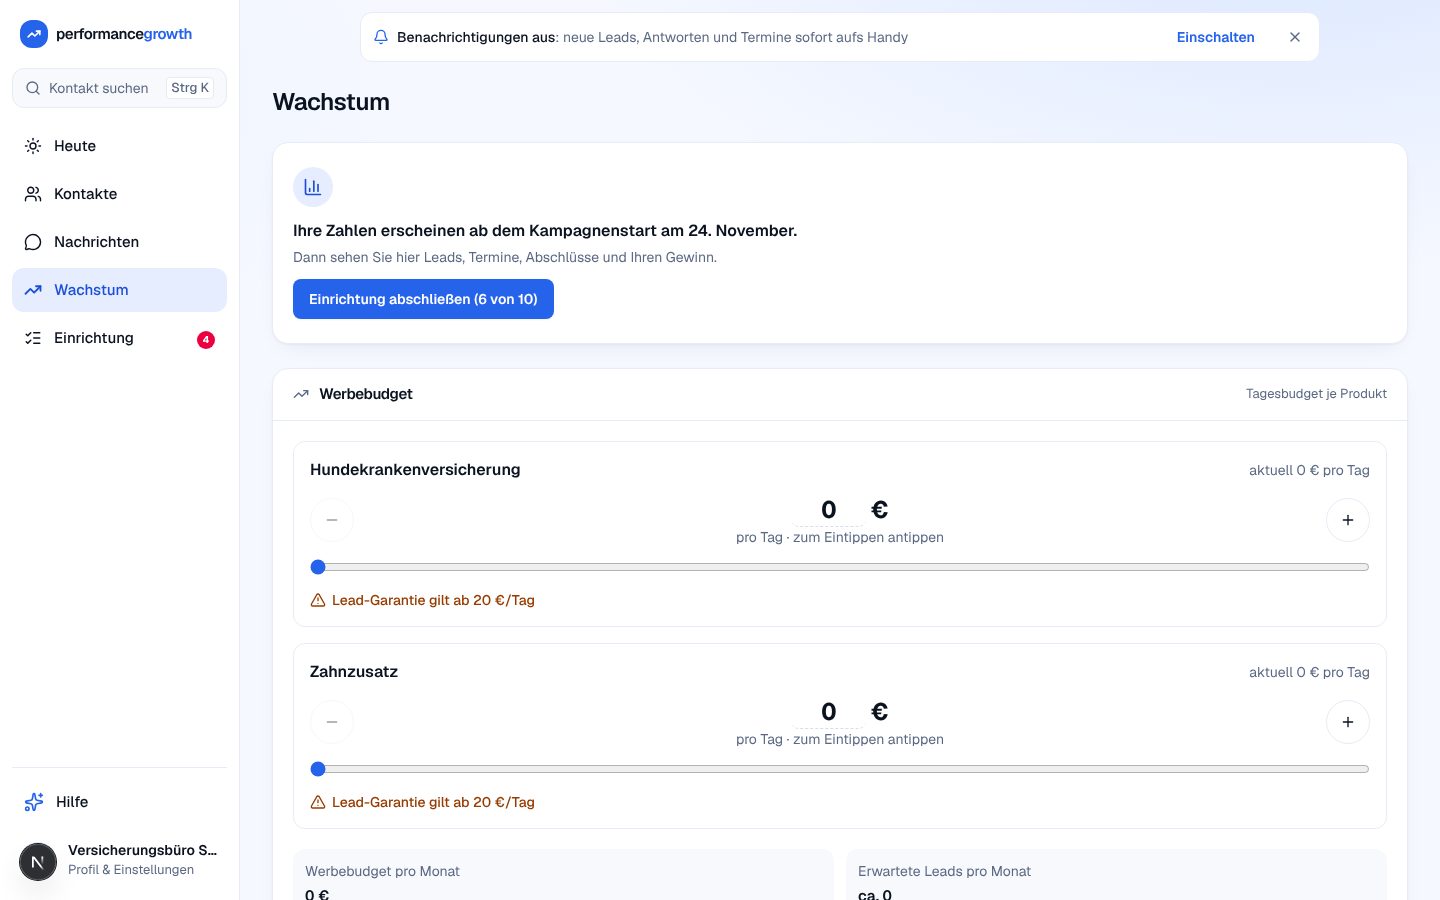 performancegrowth
Kontakt suchen Strg K
Heute
Kontakte
Nachrichten
Wachstum
Einrichtung 4
Hilfe
Versicherungsbüro S...
Profil & Einstellungen
Benachrichtigungen aus: neue Leads, Antworten und Termine sofort aufs Handy Einschalten
Wachstum
Ihre Zahlen erscheinen ab dem Kampagnenstart am 24. November.
Dann sehen Sie hier Leads, Termine, Abschlüsse und Ihren Gewinn.
Einrichtung abschließen (6 von 10)
Werbebudget Tagesbudget je Produkt
Hundekrankenversicherung aktuell 0 € pro Tag
0 €
pro Tag · zum Eintippen antippen
Lead-Garantie gilt ab 20 €/Tag
Zahnzusatz aktuell 0 € pro Tag
0 €
pro Tag · zum Eintippen antippen
Lead-Garantie gilt ab 20 €/Tag
Werbebudget pro Monat
0 €
Erwartete Leads pro Monat
ca. 0